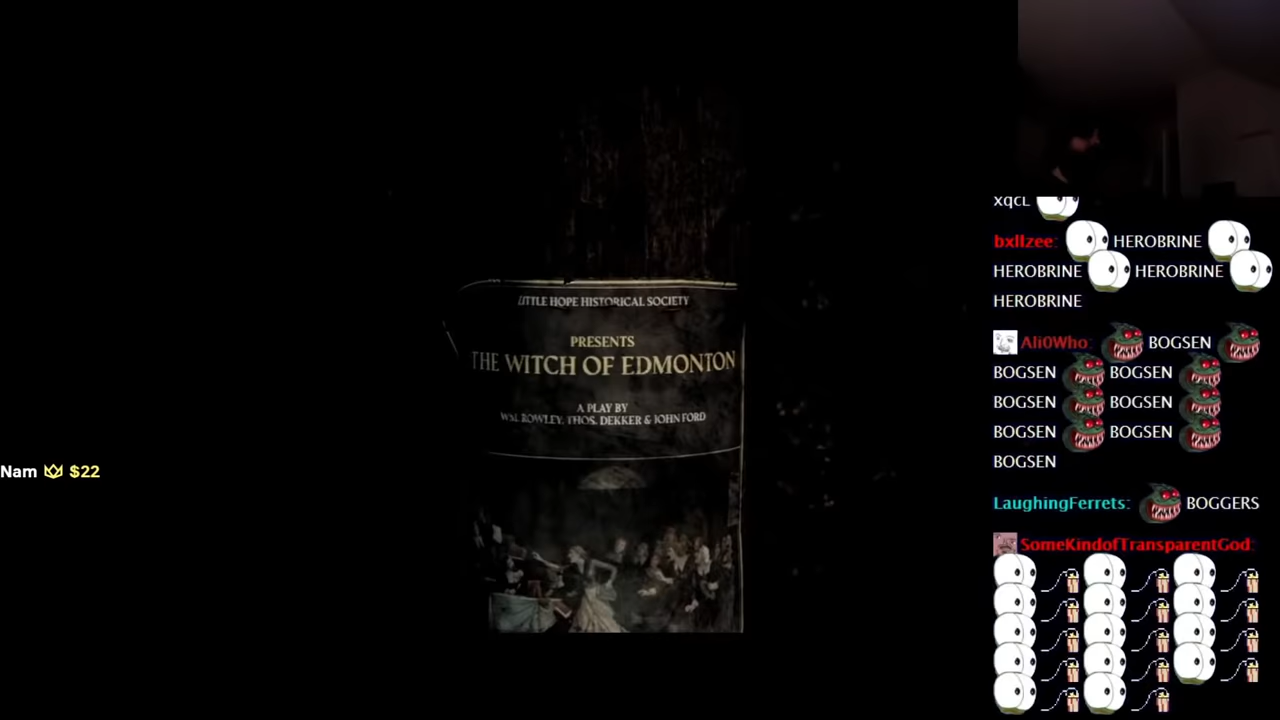 LITTLE HOPE HISTORICAL SOCIETY
PRESENTS
THE WITCH OF EDMONTON
A PLAY BY
WM. ROWLEY, THOS. DEKKER & JOHN FORD
Nam $22
xqcL
bxllzee: HEROBRINE
HEROBRINE HEROBRINE
HEROBRINE
Ali0Who: BOGSEN
BOGSEN BOGSEN
BOGSEN BOGSEN
BOGSEN BOGSEN
BOGSEN
LaughingFerrets: BOGGERS
SomeKindofTransparentGod: